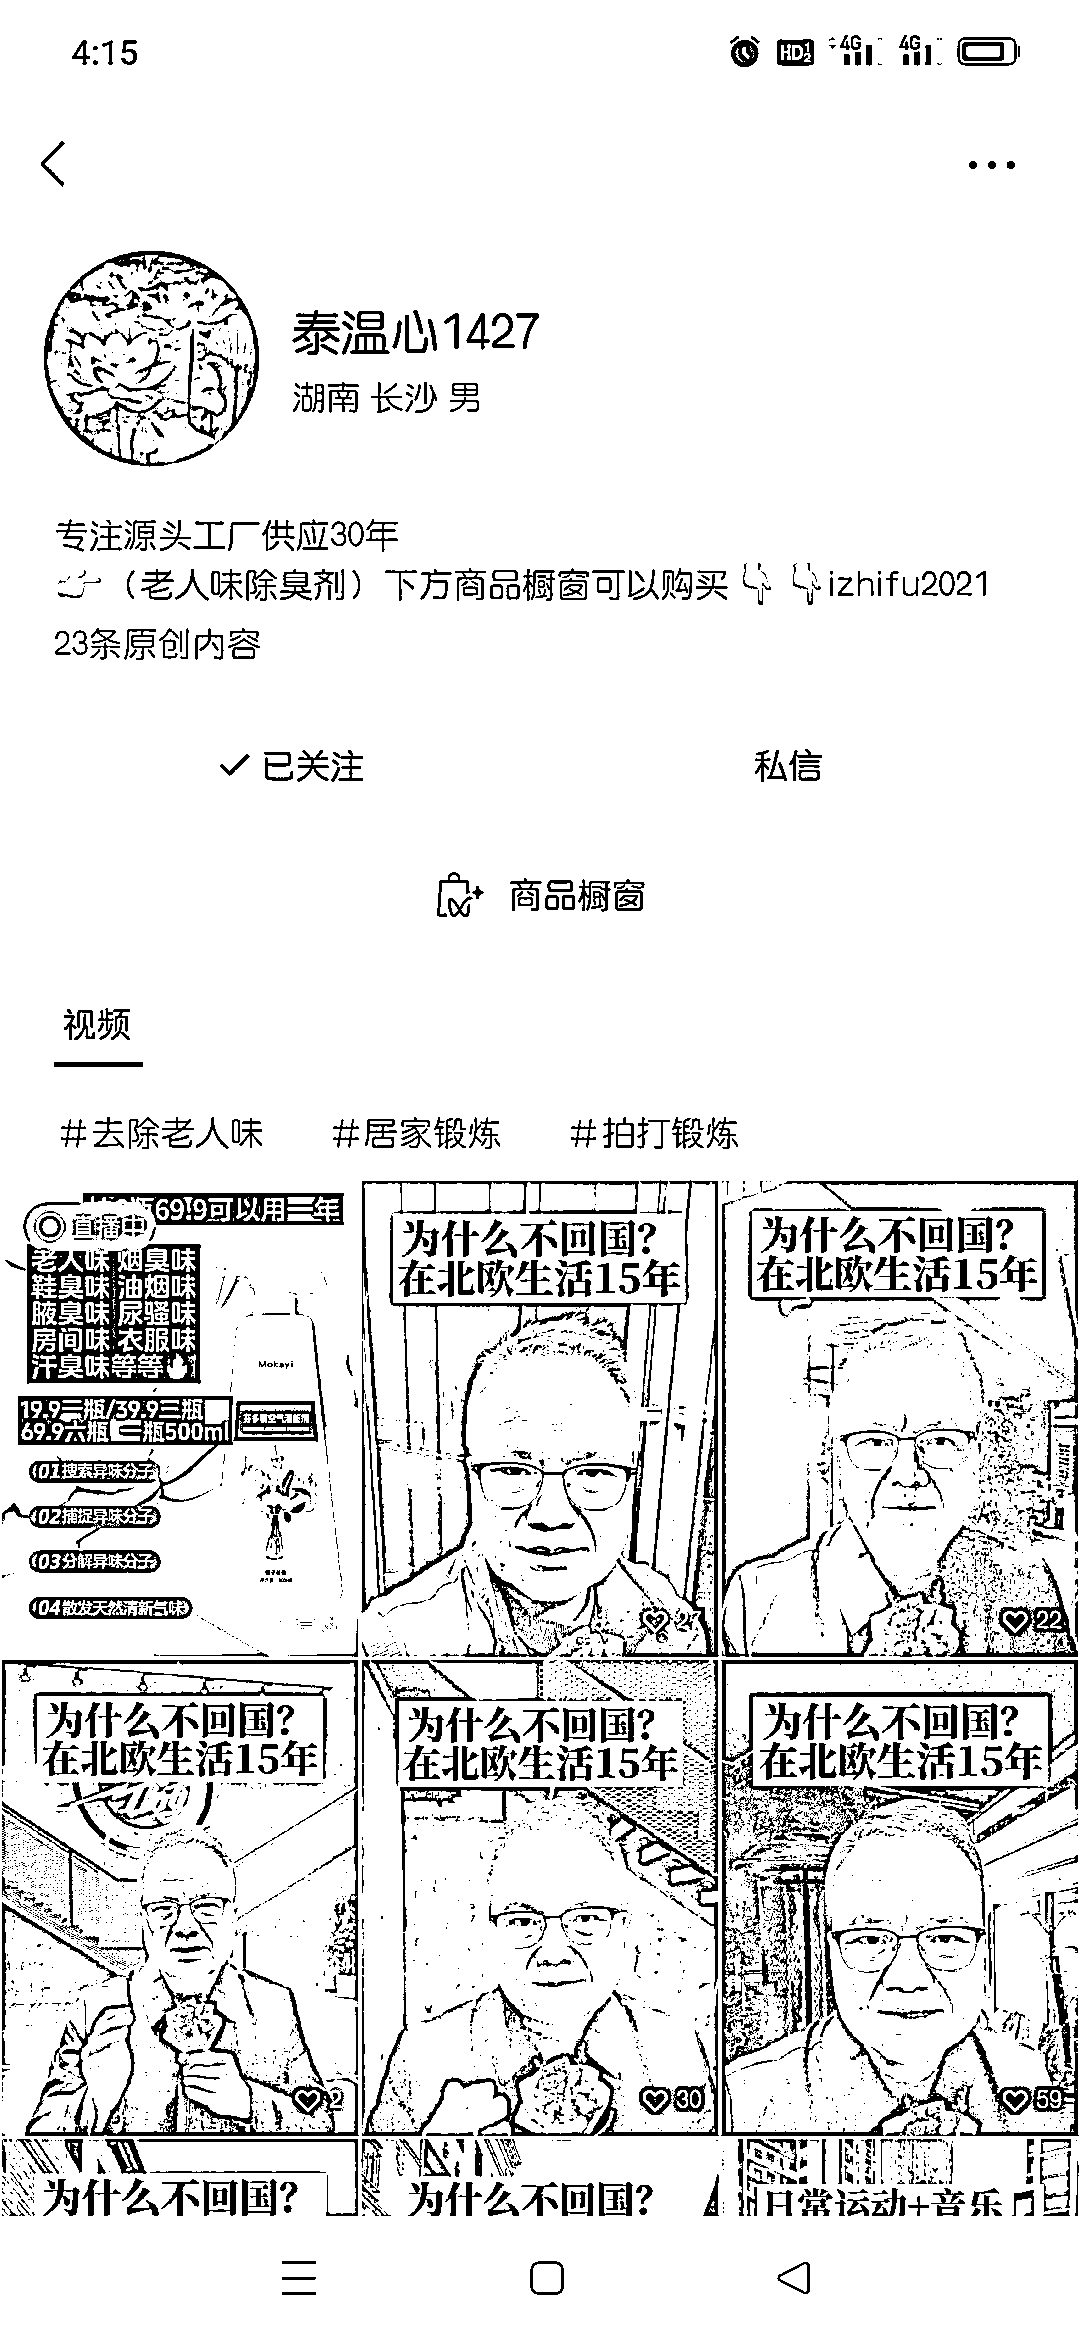 4:15
HD 1 2 4G 4G
泰温心1427
湖南 长沙 男
专注源头工厂供应30年
👉（老人味除臭剂）下方商品橱窗可以购买👇👇izhifu2021
23条原创内容
已关注
私信
商品橱窗
视频
#去除老人味 #居家锻炼 #拍打锻炼
瓶69.9可以用二年
直播中
老人味 烟臭味
鞋臭味 油烟味
腋臭味 尿骚味
房间味 衣服味
汗臭味等等
Mokayi
19.9一瓶/39.9三瓶
69.9六瓶 一瓶500ml
01搜索异味分子
02捕捉异味分子
03分解异味分子
04散发天然清新气味
为什么不回国?
在北欧生活15年
为什么不回国?
在北欧生活15年
22
为什么不回国?
在北欧生活15年
2
为什么不回国?
在北欧生活15年
30
为什么不回国?
在北欧生活15年
59
为什么不回国?
为什么不回国?
日常运动+音乐